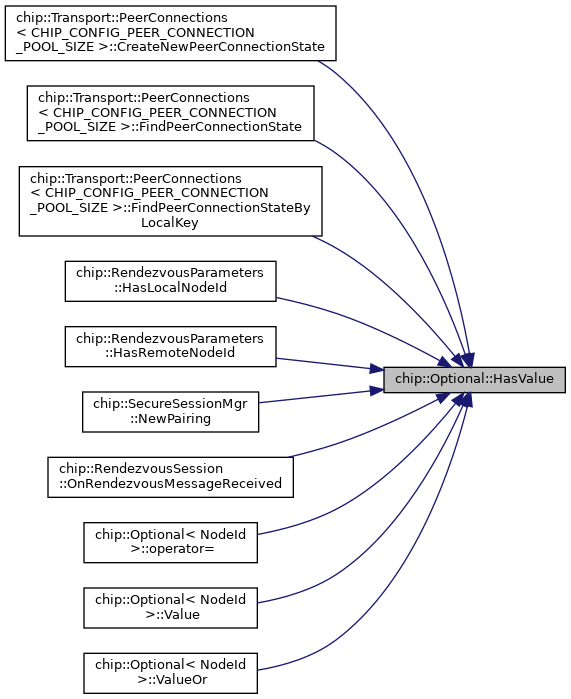 chip::Transport::PeerConnections
< CHIP_CONFIG_PEER_CONNECTION
_POOL_SIZE >::CreateNewPeerConnectionState
chip::Transport::PeerConnections
< CHIP_CONFIG_PEER_CONNECTION
_POOL_SIZE >::FindPeerConnectionState
chip::Transport::PeerConnections
< CHIP_CONFIG_PEER_CONNECTION
_POOL_SIZE >::FindPeerConnectionStateBy
LocalKey
chip::RendezvousParameters
::HasLocalNodeId
chip::RendezvousParameters
::HasRemoteNodeId
chip::Optional::HasValue
chip::SecureSessionMgr
::NewPairing
chip::RendezvousSession
::OnRendezvousMessageReceived
chip::Optional< NodeId
>::operator=
chip::Optional< NodeId
>::Value
chip::Optional< NodeId
>::ValueOr